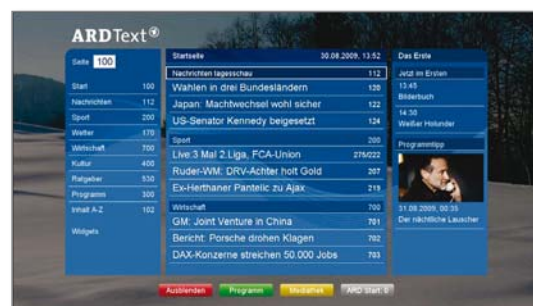 ARDText
Seite 100
Start 100
Nachrichten 112
Sport 200
Wetter 170
Wirtschaft 700
Kultur 400
Ratgeber 530
Programm 300
Inhalt A-Z 102
Widgets
Startseite 30.08.2009, 13:52
Nachrichten tagesschau 112
Wahlen in drei Bundesländern 120
Japan: Machtwechsel wohl sicher 122
US-Senator Kennedy beigesetzt 124
Sport 200
Live:3 Mal 2.Liga, FCA-Union 275/222
Ruder-WM: DRV-Achter holt Gold 207
Ex-Herthaner Pantelic zu Ajax 213
Wirtschaft 700
GM: Joint Venture in China 701
Bericht: Porsche drohen Klagen 702
DAX-Konzerne streichen 50.000 Jobs 703
Das Erste
Jetzt im Ersten
13:45
Bilderbuch
14:30
Weißer Holunder
Programmtipp
31.08.2009, 00:35
Der nächtliche Lauscher
Ausblenden Programm Mediathek ARD Start: 0